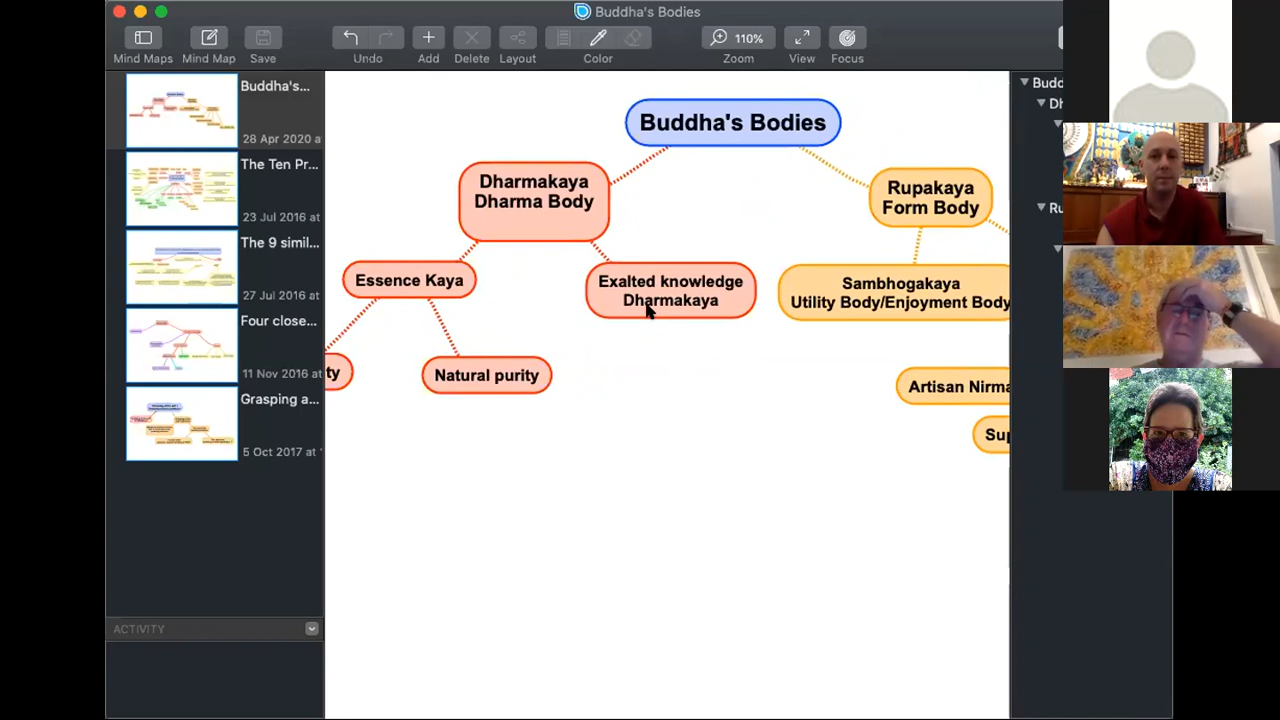 Buddha's Bodies
Mind Maps
Mind Map
Save
Undo
Add
Delete
Layout
Color
110%
Zoom
View
Focus
Buddha's...
28 Apr 2020 a
The Ten Pr...
23 Jul 2016 at
The 9 simil...
27 Jul 2016 at
Four close...
11 Nov 2016 at
Grasping a...
5 Oct 2017 at
ACTIVITY
Buddha's Bodies
Dharmakaya
Dharma Body
Rupakaya
Form Body
Essence Kaya
Exalted knowledge
Dharmakaya
Sambhogakaya
Utility Body/Enjoyment Body
ty
Natural purity
Artisan Nirma
Sup
Budd
Dh
Ru